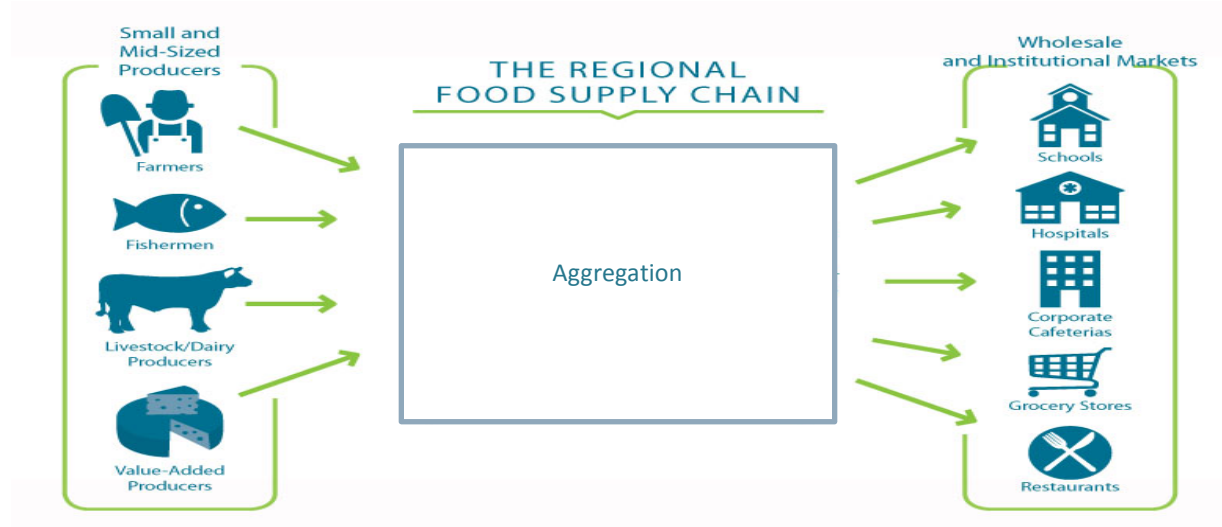 Small and
Mid-Sized
Producers
Farmers
Fishermen
Livestock/Dairy
Producers
Value-Added
Producers
THE REGIONAL
FOOD SUPPLY CHAIN
Aggregation
Wholesale
and Institutional Markets
Schools
Hospitals
Corporate
Cafeterias
Grocery Stores
Restaurants